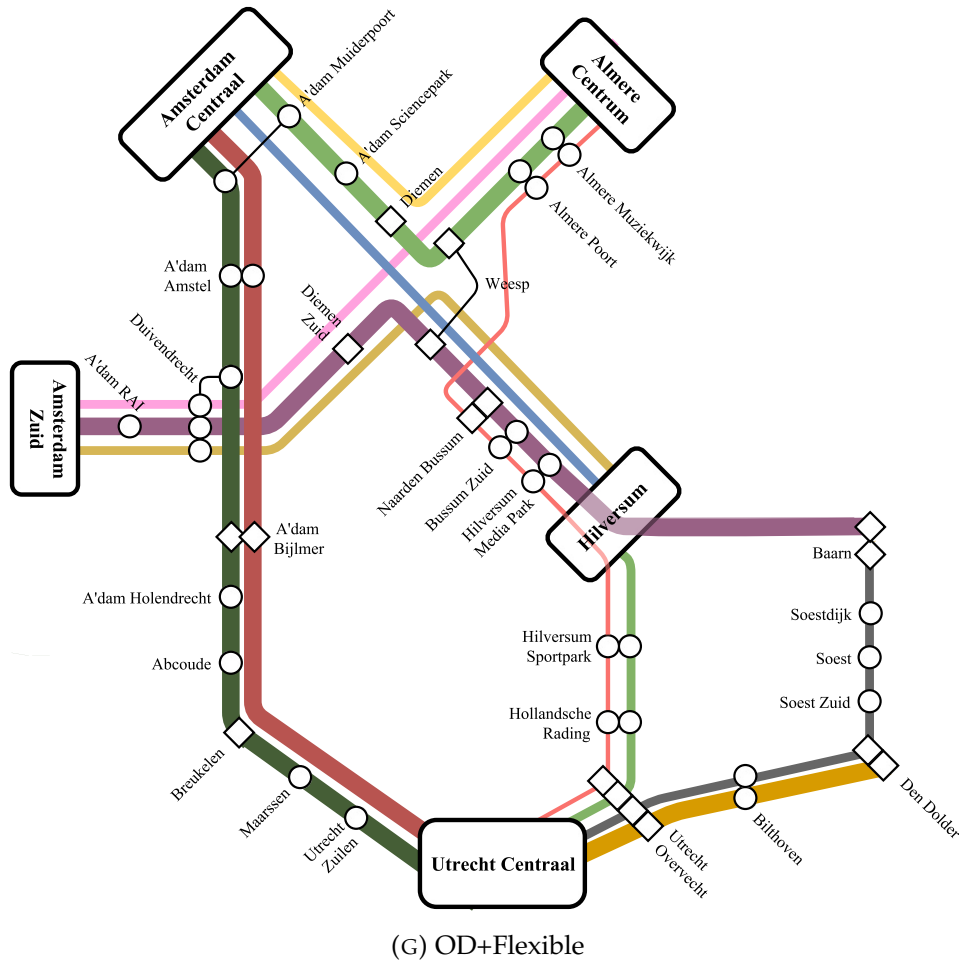 Amsterdam
Centraal
A'dam Muiderpoort
A'dam Sciencepark
Diemen
Almere
Centrum
Almere Muziekwijk
Almere Poort
Weesp
A'dam
Amstel
Diemen
Zuid
Duivendrecht
A'dam RAI
Amsterdam
Zuid
Naarden Bussum
Bussum Zuid
Hilversum
Media Park
Hilversum
A'dam
Bijlmer
Baarn
A'dam Holendrecht
Soestdijk
Hilversum
Sportpark
Soest
Abcoude
Soest Zuid
Hollandsche
Rading
Breukelen
Maarssen
Utrecht
Zuilen
Utrecht Centraal
Utrecht
Overvecht
Bilthoven
Den Dolder
(G) OD+Flexible